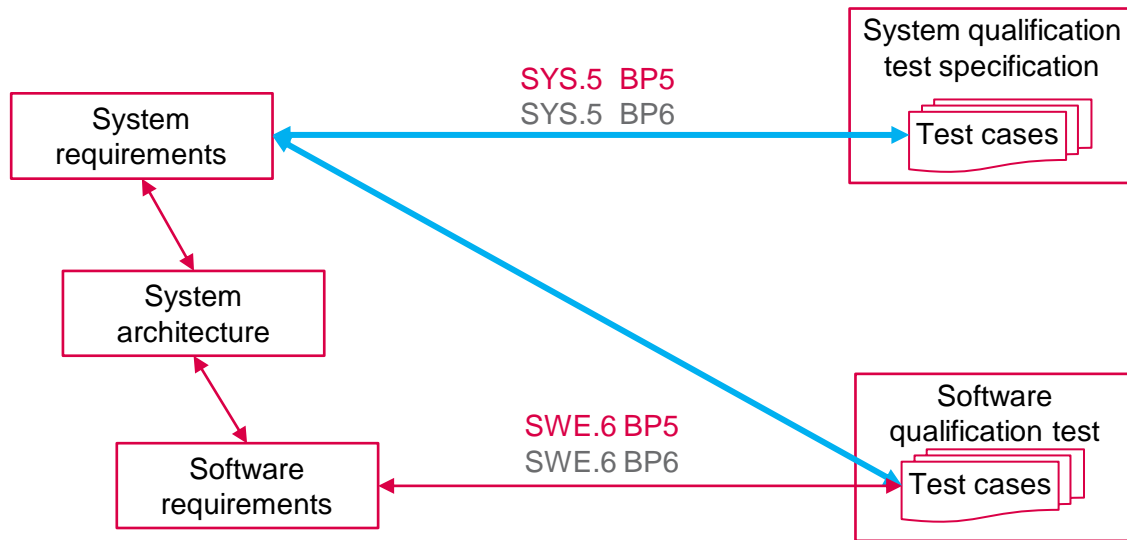 System qualification
test specification
SYS.5 BP5
SYS.5 BP6
System
requirements
Test cases
System
architecture
Software
qualification test
SWE.6 BP5
SWE.6 BP6
Software
requirements
Test cases